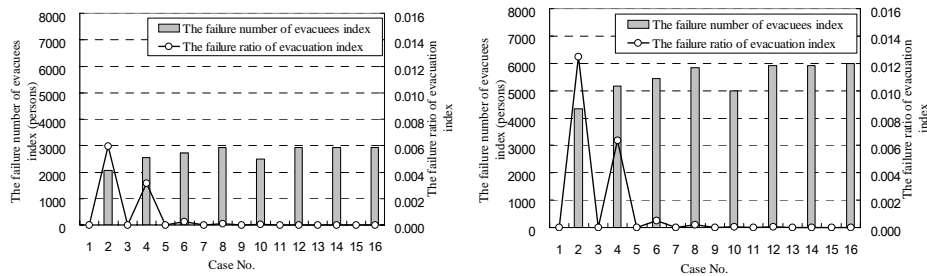 The failure number of evacuees
index (persons)
8000
7000
6000
5000
4000
3000
2000
1000
0
The failure number of evacuees index
The failure ratio of evacuation index
0.016
0.014
0.012
0.010
0.008
0.006
0.004
0.002
0.000
The failure ratio of evacuation
index
1 2 3 4 5 6 7 8 9 10 11 12 13 14 15 16
Case No.
The failure number of evacuees
index (persons)
8000
7000
6000
5000
4000
3000
2000
1000
0
The failure number of evacuees index
The failure ratio of evacuation index
0.016
0.014
0.012
0.010
0.008
0.006
0.004
0.002
0.000
The failure ratio of evacuation
index
1 2 3 4 5 6 7 8 9 10 11 12 13 14 15 16
Case No.